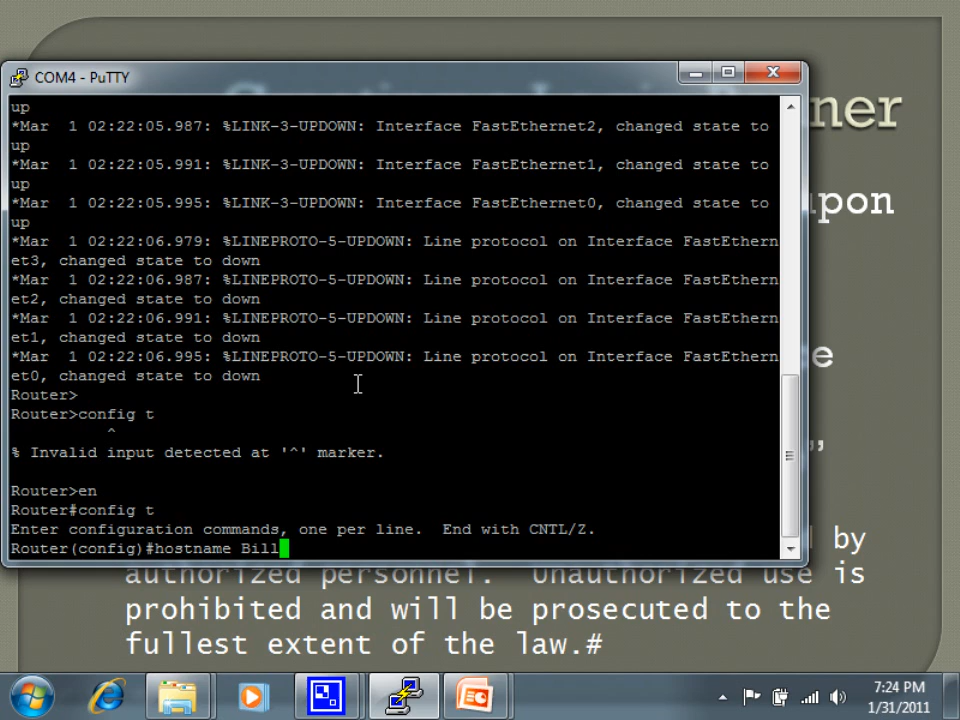 COM4 - PuTTY
ner
up
*Mar  1 02:22:05.987: %LINK-3-UPDOWN: Interface FastEthernet2, changed state to
up
*Mar  1 02:22:05.991: %LINK-3-UPDOWN: Interface FastEthernet1, changed state to
up
*Mar  1 02:22:05.995: %LINK-3-UPDOWN: Interface FastEthernet0, changed state to
up
pon
*Mar  1 02:22:06.979: %LINEPROTO-5-UPDOWN: Line protocol on Interface FastEthern
et3, changed state to down
*Mar  1 02:22:06.987: %LINEPROTO-5-UPDOWN: Line protocol on Interface FastEthern
et2, changed state to down
*Mar  1 02:22:06.991: %LINEPROTO-5-UPDOWN: Line protocol on Interface FastEthern
et1, changed state to down
*Mar  1 02:22:06.995: %LINEPROTO-5-UPDOWN: Line protocol on Interface FastEthern
et0, changed state to down
e
Router>
Router>config t
^
% Invalid input detected at '^' marker.
”
Router>en
Router#config t
Enter configuration commands, one per line.  End with CNTL/Z.
Router(config)#hostname Bill
by
authorized personnel.  Unauthorized use is
prohibited and will be prosecuted to the
fullest extent of the law.#
7:24 PM
1/31/2011